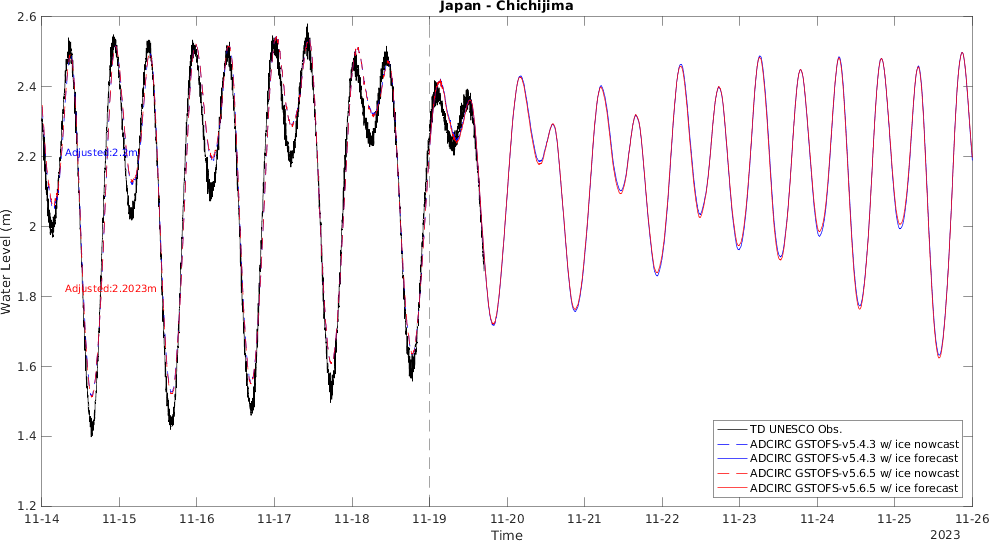 Japan - Chichijima
2.6
2.4
2.2
2
1.8
1.6
1.4
1.2
Water Level (m)
Adjusted:2.2m
Adjusted:2.2023m
TD UNESCO Obs.
ADCIRC GSTOFS-v5.4.3 w/ ice nowcast
ADCIRC GSTOFS-v5.4.3 w/ ice forecast
ADCIRC GSTOFS-v5.6.5 w/ ice nowcast
ADCIRC GSTOFS-v5.6.5 w/ ice forecast
11-14 11-15 11-16 11-17 11-18 11-19 11-20 11-21 11-22 11-23 11-24 11-25 11-26
Time
2023